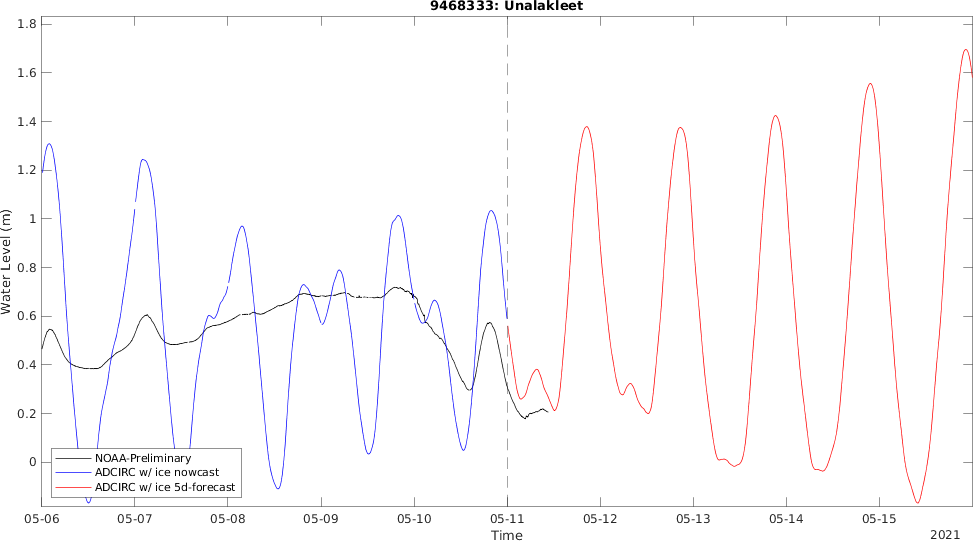 9468333: Unalakleet
1.8
1.6
1.4
1.2
1
0.8
0.6
0.4
0.2
0
Water Level (m)
NOAA-Preliminary
ADCIRC w/ ice nowcast
ADCIRC w/ ice 5d-forecast
05-06 05-07 05-08 05-09 05-10 05-11 05-12 05-13 05-14 05-15
Time
2021